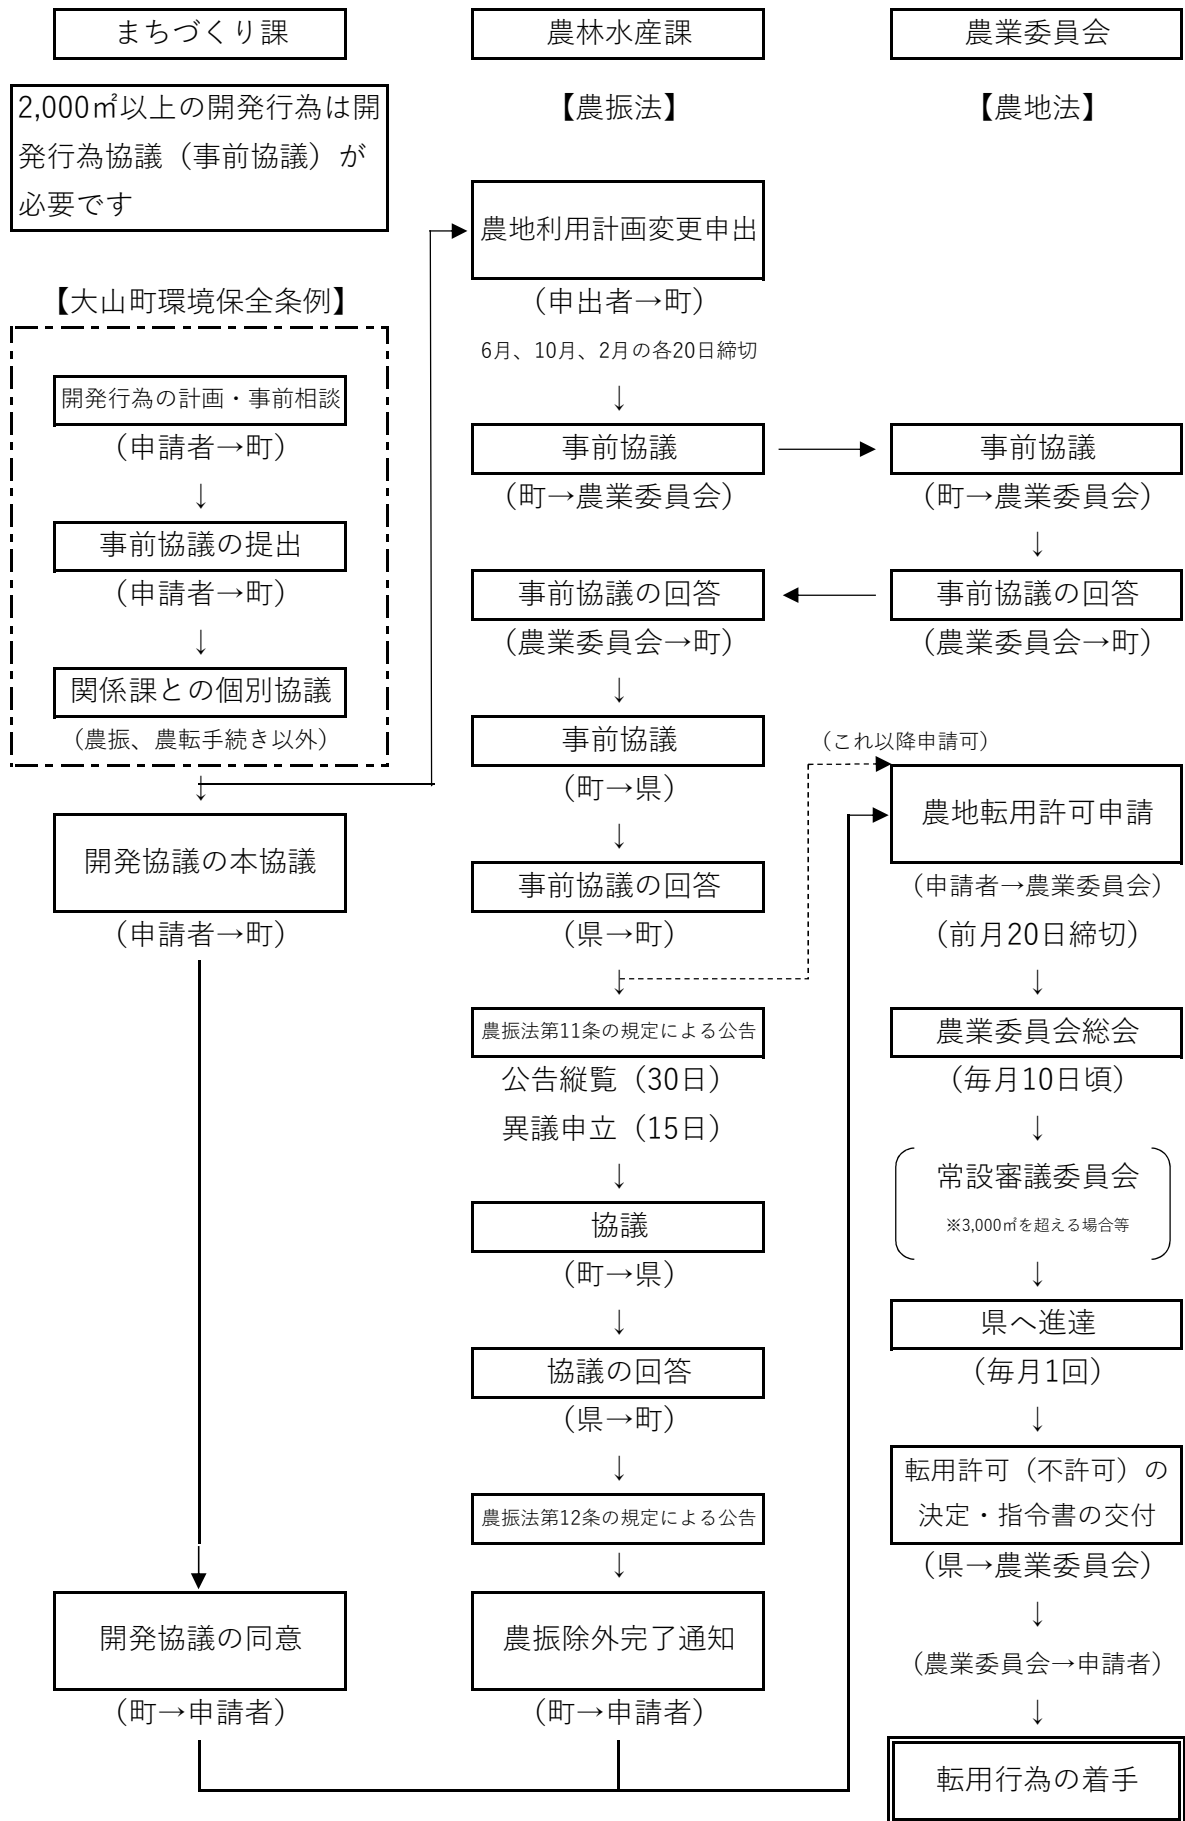 まちづくり課
2,000㎡以上の開発行為は開
発行為協議（事前協議）が
必要です
【大山町環境保全条例】
開発行為の計画・事前相談
（申請者→町）
↓
事前協議の提出
（申請者→町）
↓
関係課との個別協議
（農振、農転手続き以外）
↓
開発協議の本協議
（申請者→町）
開発協議の同意
（町→申請者）
農林水産課
【農振法】
農地利用計画変更申出
（申出者→町）
6月、10月、2月の各20日締切
↓
事前協議
（町→農業委員会）
事前協議の回答
（農業委員会→町）
↓
事前協議
（町→県）
↓
事前協議の回答
（県→町）
↓
農振法第11条の規定による公告
公告縦覧（30日）
異議申立（15日）
↓
協議
（町→県）
↓
協議の回答
（県→町）
↓
農振法第12条の規定による公告
↓
農振除外完了通知
（町→申請者）
農業委員会
【農地法】
事前協議
（町→農業委員会）
↓
事前協議の回答
（農業委員会→町）
（これ以降申請可）
農地転用許可申請
（申請者→農業委員会）
（前月20日締切）
↓
農業委員会総会
（毎月10日頃）
↓
常設審議委員会
※3,000㎡を超える場合等
↓
県へ進達
（毎月1回）
↓
転用許可（不許可）の
決定・指令書の交付
（県→農業委員会）
↓
（農業委員会→申請者）
↓
転用行為の着手